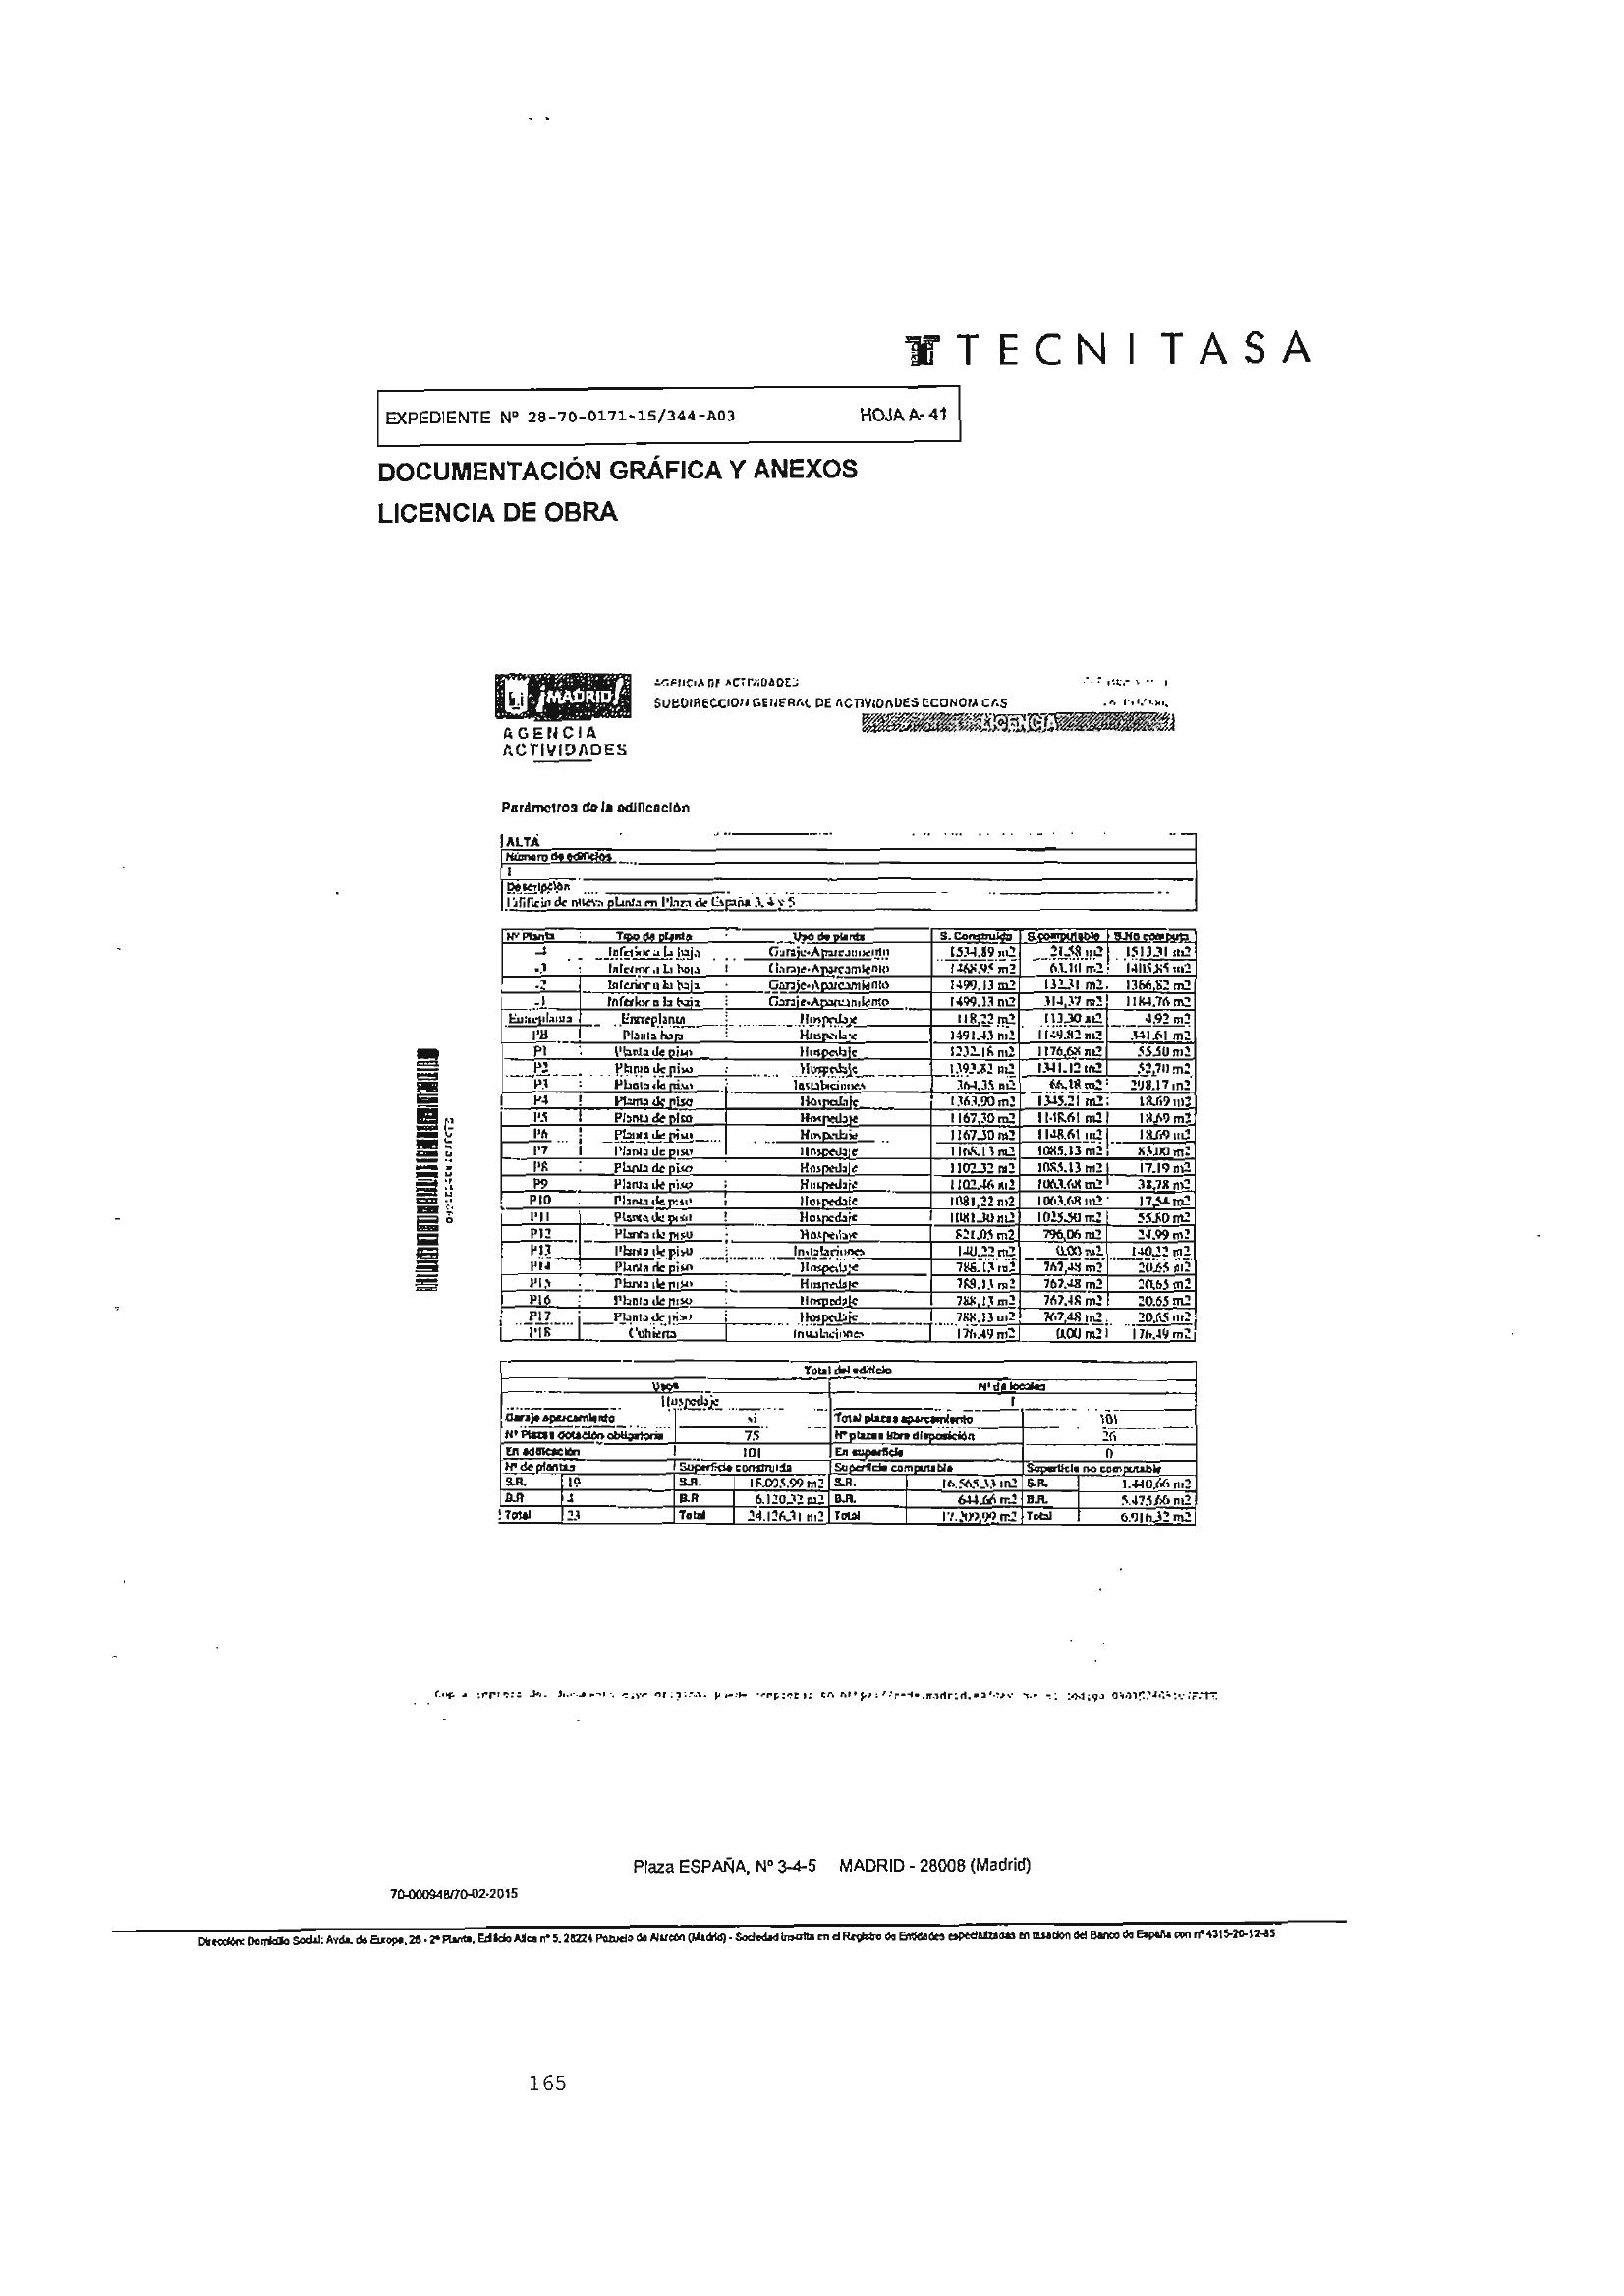 TECNITASA
EXPEDIENTE Nº 28-70-0171-15/344-A03 HOJA A- 41
DOCUMENTACIÓN GRÁFICA Y ANEXOS
LICENCIA DE OBRA
¡MADRID!
AGENCIA DE ACTIVIDADES
SUBDIRECCION GENERAL DE ACTIVIDADES ECONOMICAS
LICENCIA
AGENCIA
ACTIVIDADES
Parámetros de la edificación
ALTA
Número de edificios
1
Descripción
Edificio de nueva planta en Plaza de España 3, 4 y 5
Nº Planta Tipo de planta Uso de planta S. Construida S.computable S.No computa
Inferior a la baja Garaje-Aparcamiento 1534.89 m2 21,58 m2 1513.31 m2
Inferior a la baja Garaje-Aparcamiento 1468.95 m2 63,10 m2 1405,85 m2
-2 Inferior a la baja Garaje-Aparcamiento 1499.13 m2 132.31 m2 1366,82 m2
-1 Inferior a la baja Garaje-Aparcamiento 1499.13 m2 314,37 m2 1184,76 m2
Entreplanta Entreplanta Hospedaje 118,22 m2 113,30 m2 4,92 m2
PB Planta baja Hospedaje 1491.43 m2 1149.82 m2 341.61 m2
P1 Planta de piso Hospedaje 1232.18 m2 1176,68 m2 55.50 m2
P2 Planta de piso Hospedaje 1393.82 m2 1341.12 m2 52,70 m2
P3 Planta de piso Instalaciones 364,35 m2 66,18 m2 298,17 m2
P4 Planta de piso Hospedaje 1363,90 m2 1345.21 m2 18,69 m2
P5 Planta de piso Hospedaje 1167,30 m2 1148,61 m2 18,69 m2
P6 Planta de piso Hospedaje 1167,30 m2 1148,61 m2 18,69 m2
P7 Planta de piso Hospedaje 1168,13 m2 1085,13 m2 83,00 m2
P8 Planta de piso Hospedaje 1102.32 m2 1085,13 m2 17.19 m2
P9 Planta de piso Hospedaje 1102.46 m2 1063,68 m2 38,78 m2
P10 Planta de piso Hospedaje 1081,22 m2 1063,68 m2 17,54 m2
P11 Planta de piso Hospedaje 1081.30 m2 1025,50 m2 55.80 m2
P12 Planta de piso Hospedaje 821,05 m2 796,06 m2 24,99 m2
P13 Planta de piso Instalaciones 140,22 m2 0,00 m2 140,22 m2
P14 Planta de piso Hospedaje 788.13 m2 767,48 m2 20,65 m2
P15 Planta de piso Hospedaje 788,13 m2 767,48 m2 20,65 m2
P16 Planta de piso Hospedaje 788,13 m2 767,48 m2 20.65 m2
P17 Planta de piso Hospedaje 788.13 m2 767,48 m2 20,65 m2
P18 Cubierta Instalaciones 176,49 m2 0,00 m2 176,49 m2
Total del edificio
Usos Nº de locales
Hospedaje 1
Garaje aparcamiento si Total plazas aparcamiento 101
Nº Plazas dotación obligatoria 75 Nº plazas libre disposición 26
En edificación 101 En superficie 0
Nº de plantas Superficie construida Superficie computable Superficie no computable
S.R. 19 S.R. 18.005,99 m2 S.R. 16.565,33 m2 S.R. 1.440,66 m2
B.R 4 B.R 6.120,32 m2 B.R. 644.66 m2 B.R. 5.475,66 m2
Total 23 Total 24.126,31 m2 Total 17.209,99 m2 Total 6.916,32 m2
Plaza ESPAÑA, Nº 3-4-5 MADRID - 28008 (Madrid)
70-000948/70-02-2015
Dirección: Domicilio Social: Avda. de Europa, 26 - 2ª Planta, Edificio Atica nº 5, 28224 Pozuelo de Alarcón (Madrid) - Sociedad inscrita en el Registro de Entidades especializadas en tasación del Banco de España con nº 4315-20-12-85
165